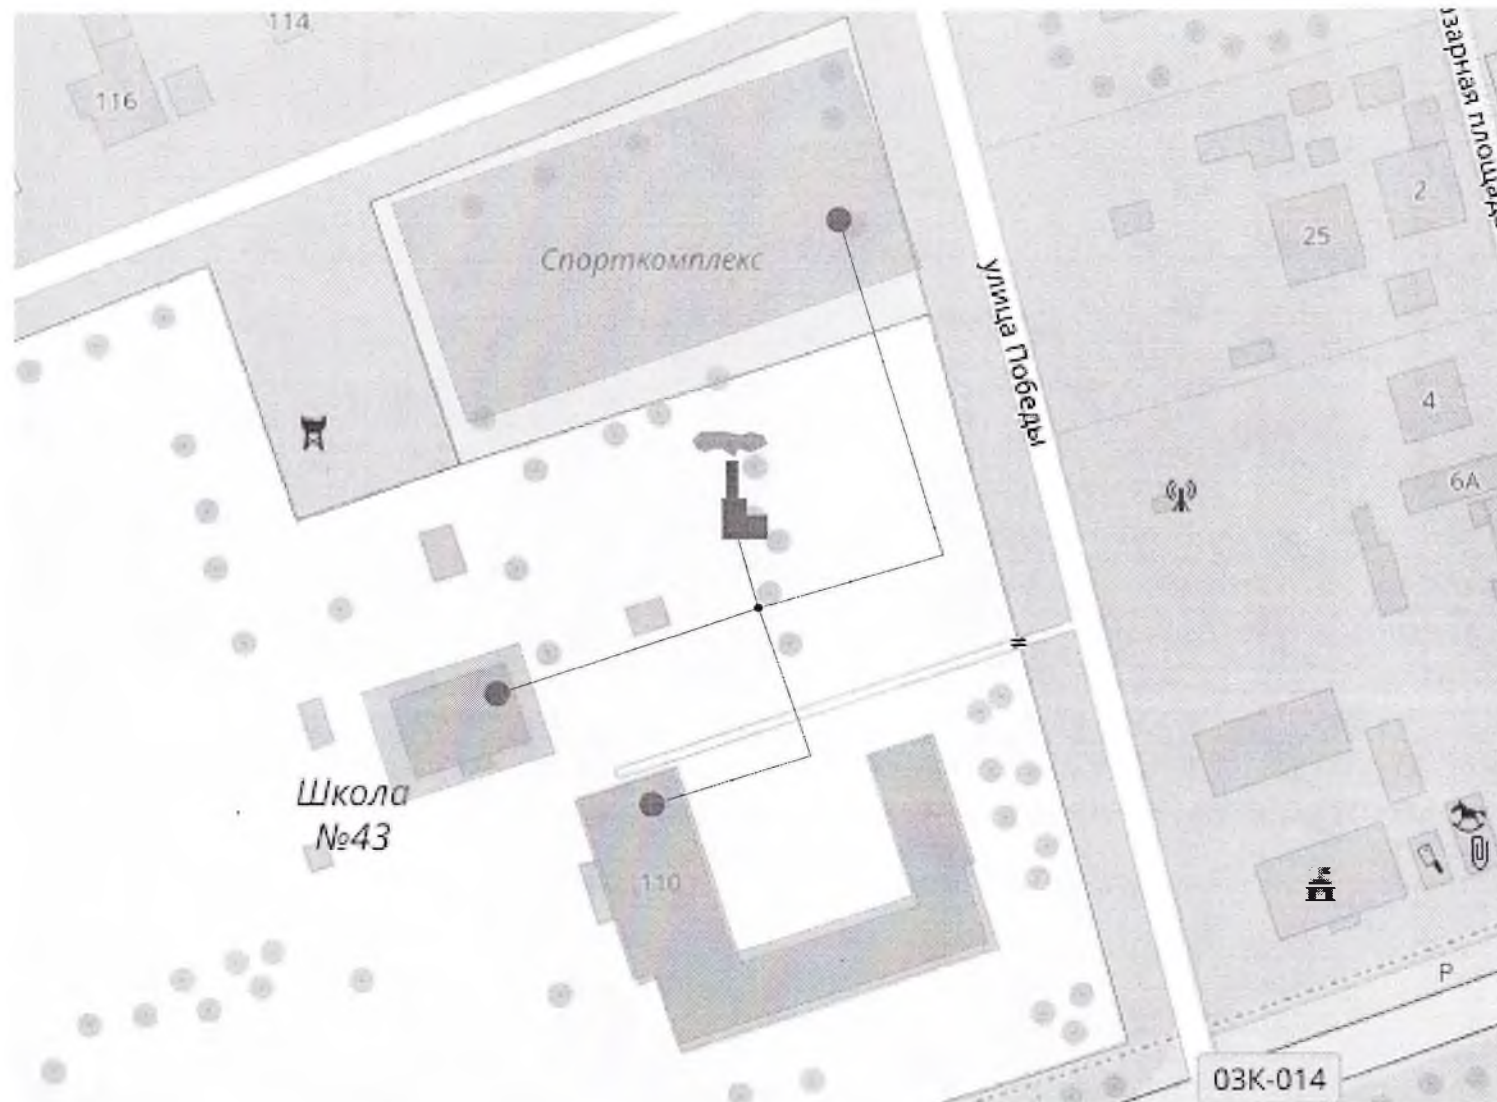 114
116
Спорткомплекс
улица Победы
25
2
4
6А
Школа
№43
110
Р
03К-014